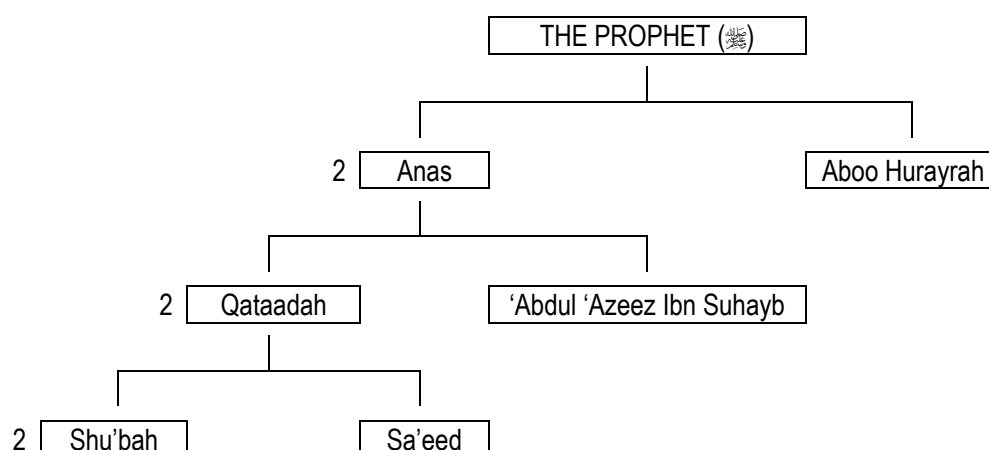 THE PROPHET (ﷺ)
2 Anas
Aboo Hurayrah
2 Qataadah
‘Abdul ‘Azeez Ibn Suhayb
2 Shu’bah
Sa’eed